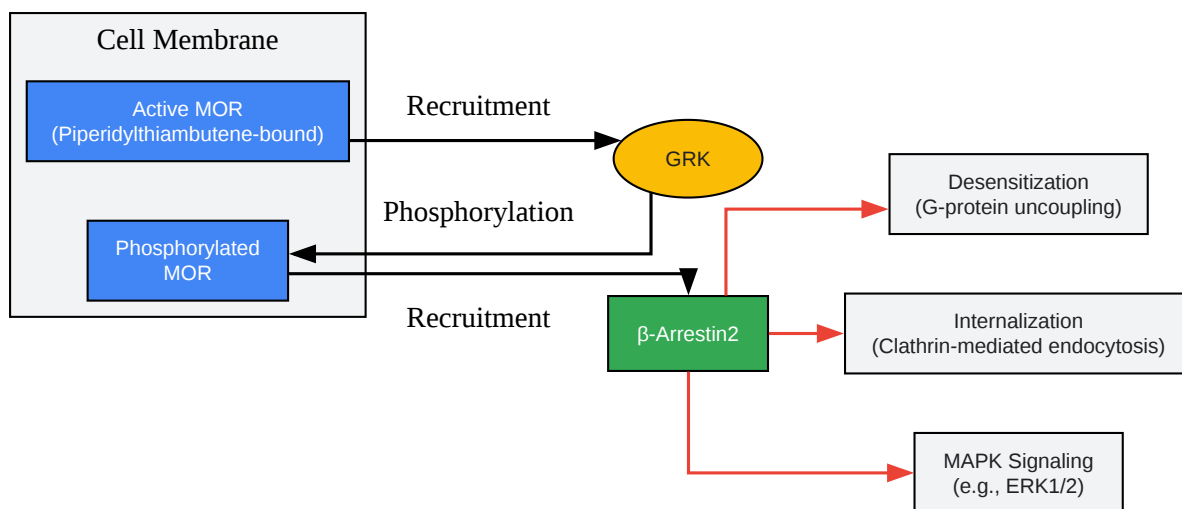 Cell Membrane
Active MOR
(Piperidylthiambutene-bound)
Recruitment
GRK
Phosphorylation
Phosphorylated
MOR
Recruitment
β-Arrestin2
Desensitization
(G-protein uncoupling)
Internalization
(Clathrin-mediated endocytosis)
MAPK Signaling
(e.g., ERK1/2)